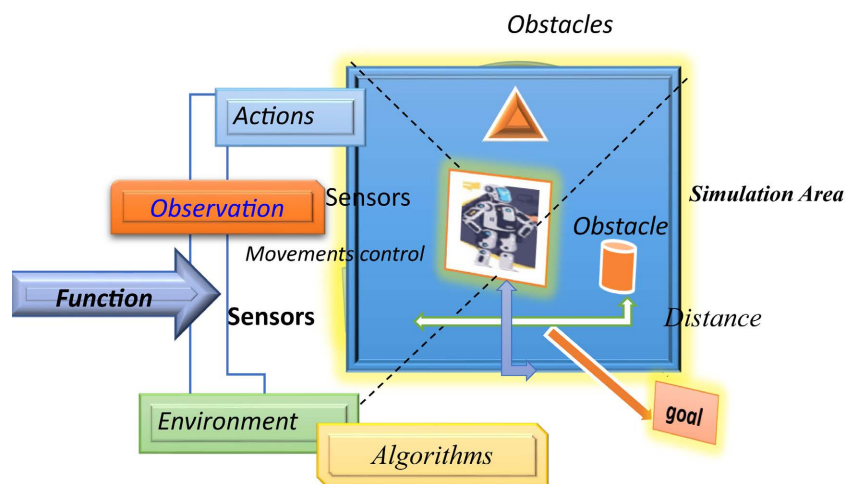 Obstacles
Actions
Observation
Sensors
Simulation Area
Obstacle
Movements control
Function
Sensors
Distance
Environment
goal
Algorithms